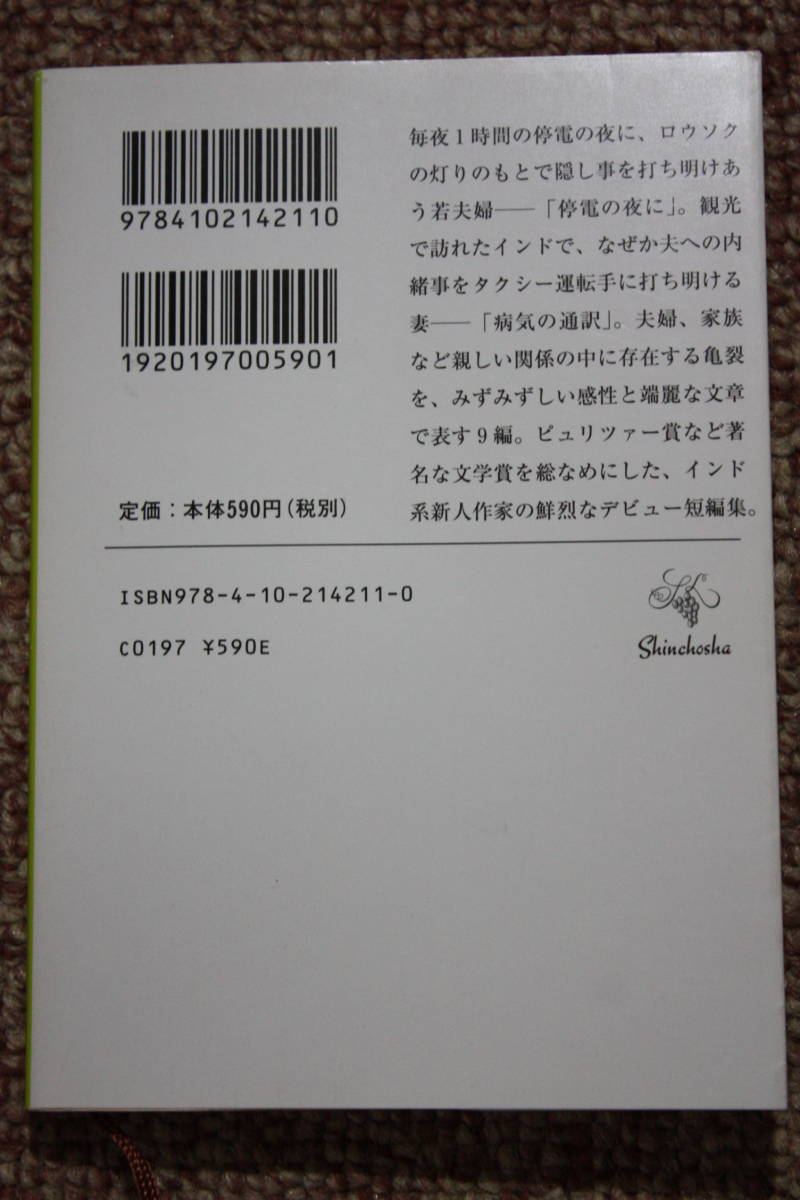 9784102142110
1920197005901
定価：本体590円（税別）
毎夜１時間の停電の夜に、ロウソク
の灯りのもとで隠し事を打ち明けあ
う若夫婦――「停電の夜に」。観光
で訪れたインドで、なぜか夫への内
緒事をタクシー運転手に打ち明ける
妻――「病気の通訳」。夫婦、家族
など親しい関係の中に存在する亀裂
を、みずみずしい感性と端麗な文章
で表す９編。ピュリツァー賞など著
名な文学賞を総なめにした、インド
系新人作家の鮮烈なデビュー短編集。
ISBN978-4-10-214211-0
C0197 ¥590E
Shinchosha